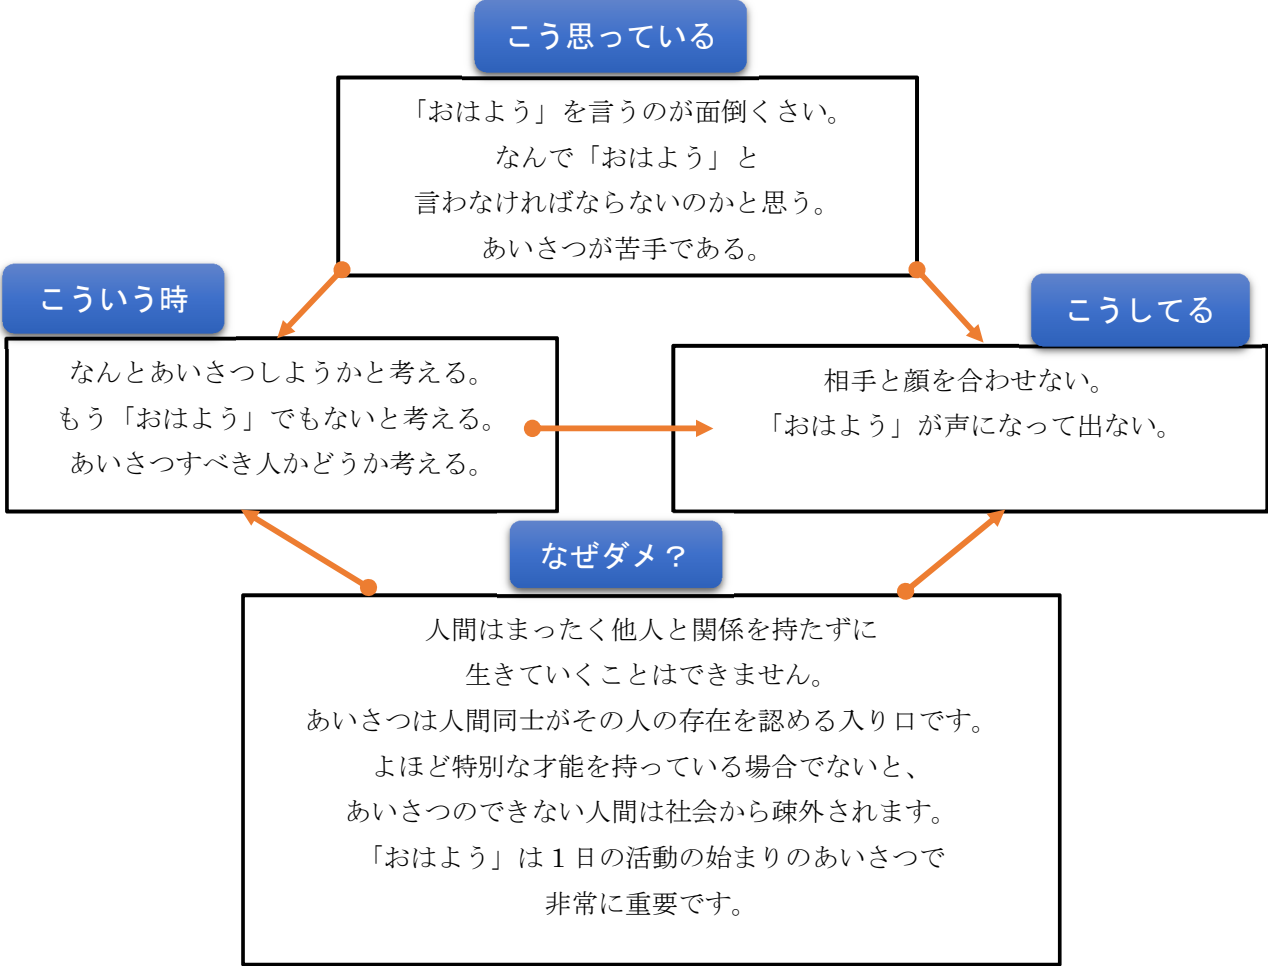 こう思っている
「おはよう」を言うのが面倒くさい。
なんで「おはよう」と
言わなければならないのかと思う。
あいさつが苦手である。
こういう時
なんとあいさつしようかと考える。
もう「おはよう」でもないと考える。
あいさつすべき人かどうか考える。
こうしてる
相手と顔を合わせない。
「おはよう」が声になって出ない。
なぜダメ？
人間はまったく他人と関係を持たずに
生きていくことはできません。
あいさつは人間同士がその人の存在を認める入り口です。
よほど特別な才能を持っている場合でないと、
あいさつのできない人間は社会から疎外されます。
「おはよう」は１日の活動の始まりのあいさつで
非常に重要です。